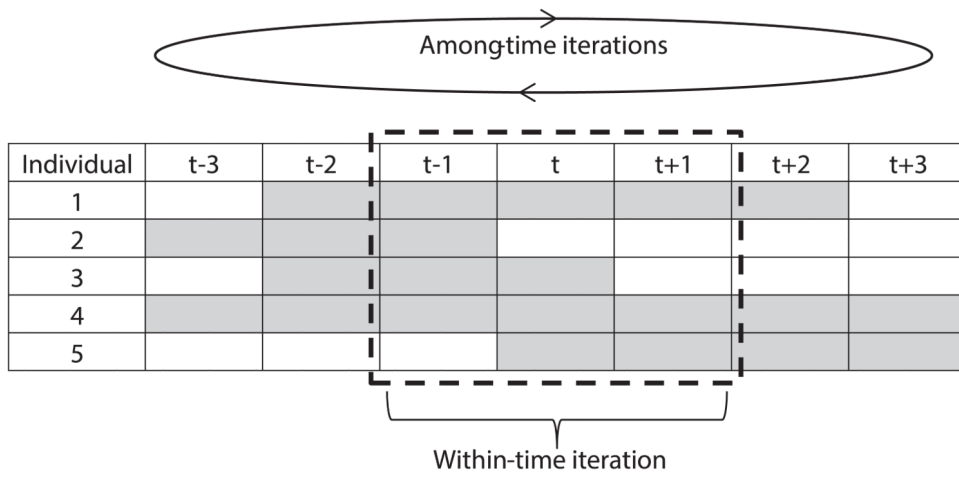 Among-time iterations
Individual t-3 t-2 t-1 t t+1 t+2 t+3
1
2
3
4
5
Within-time iteration